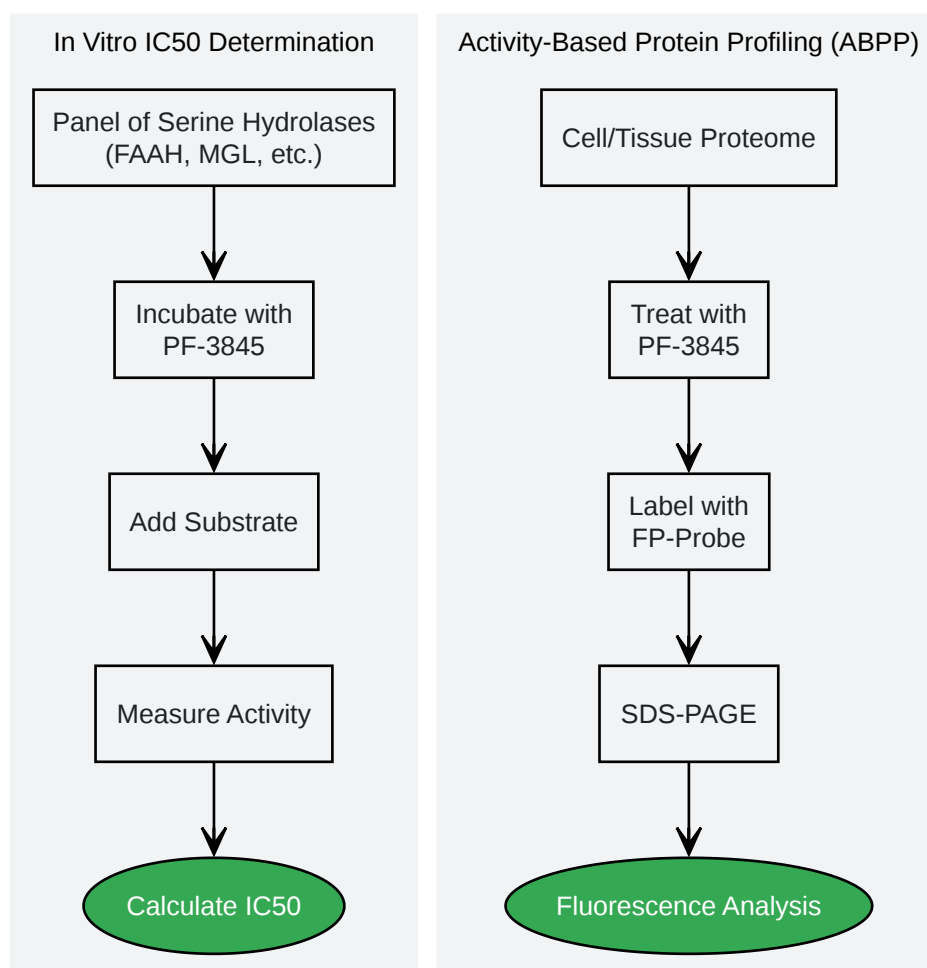 In Vitro IC50 Determination
Panel of Serine Hydrolases
(FAAH, MGL, etc.)
Incubate with
PF-3845
Add Substrate
Measure Activity
Calculate IC50
Activity-Based Protein Profiling (ABPP)
Cell/Tissue Proteome
Treat with
PF-3845
Label with
FP-Probe
SDS-PAGE
Fluorescence Analysis